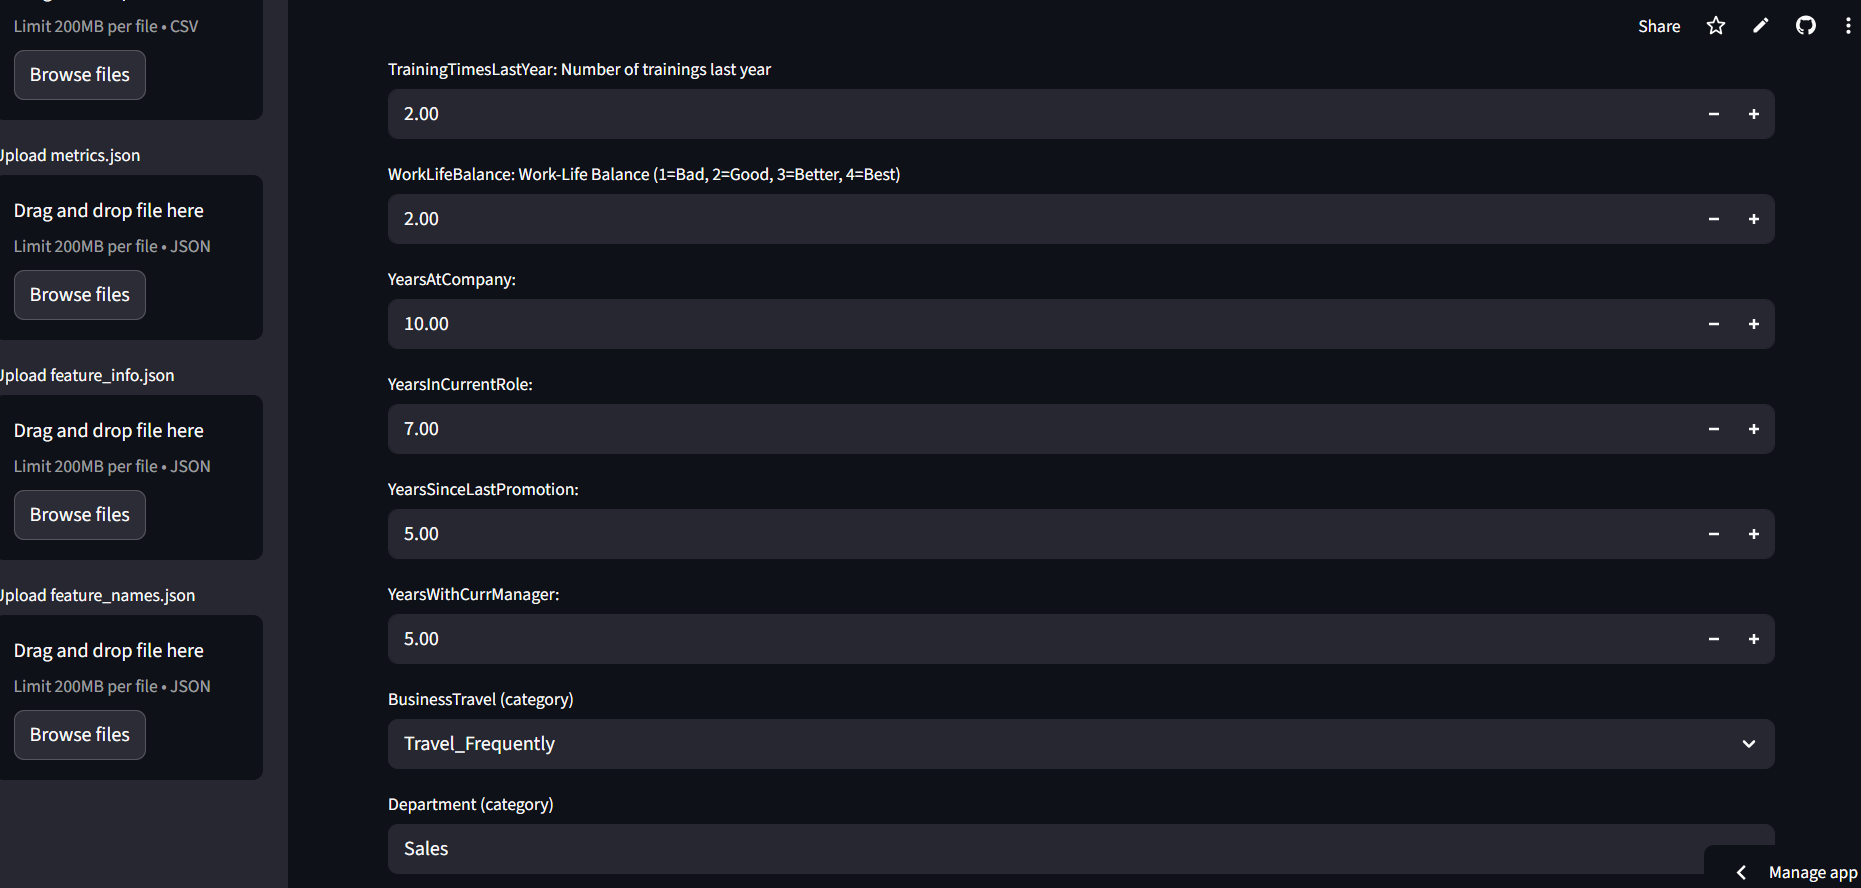 Limit 200MB per file • CSV
Browse files
Upload metrics.json
Drag and drop file here
Limit 200MB per file • JSON
Browse files
Upload feature_info.json
Drag and drop file here
Limit 200MB per file • JSON
Browse files
Upload feature_names.json
Drag and drop file here
Limit 200MB per file • JSON
Browse files
Share
TrainingTimesLastYear: Number of trainings last year
2.00
WorkLifeBalance: Work-Life Balance (1=Bad, 2=Good, 3=Better, 4=Best)
2.00
YearsAtCompany:
10.00
YearsInCurrentRole:
7.00
YearsSinceLastPromotion:
5.00
YearsWithCurrManager:
5.00
BusinessTravel (category)
Travel_Frequently
Department (category)
Sales
Manage app